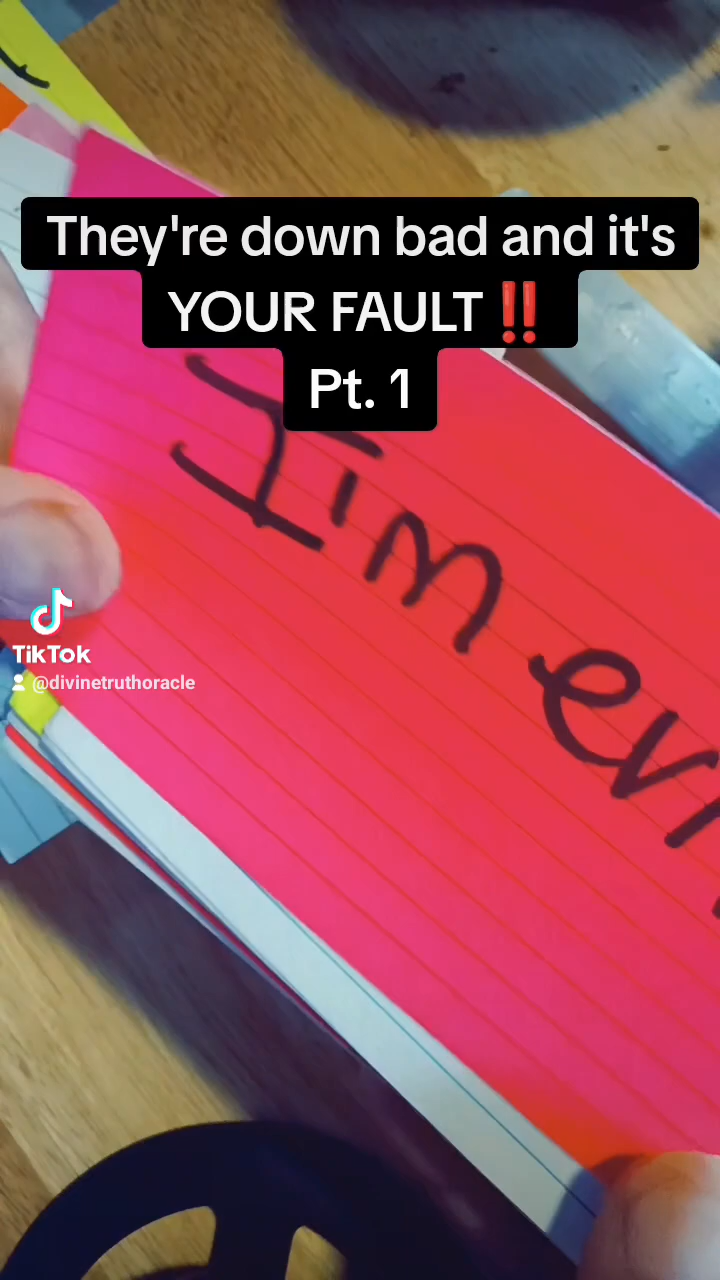 They're down bad and it's
YOUR FAULT‼️
Pt. 1
TikTok
@divinetruthoracle